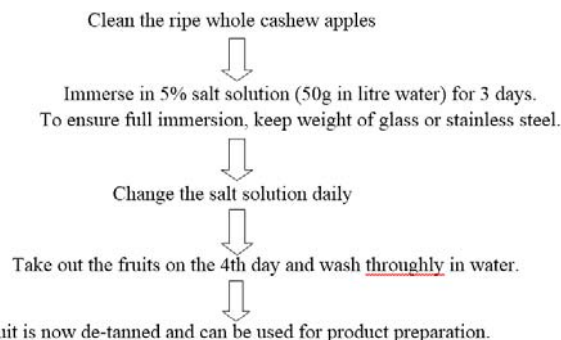 Clean the ripe whole cashew apples
Immerse in 5% salt solution (50g in litre water) for 3 days.
To ensure full immersion, keep weight of glass or stainless steel.
Change the salt solution daily
Take out the fruits on the 4th day and wash throughly in water.
is now de-tanned and can be used for product preparation.